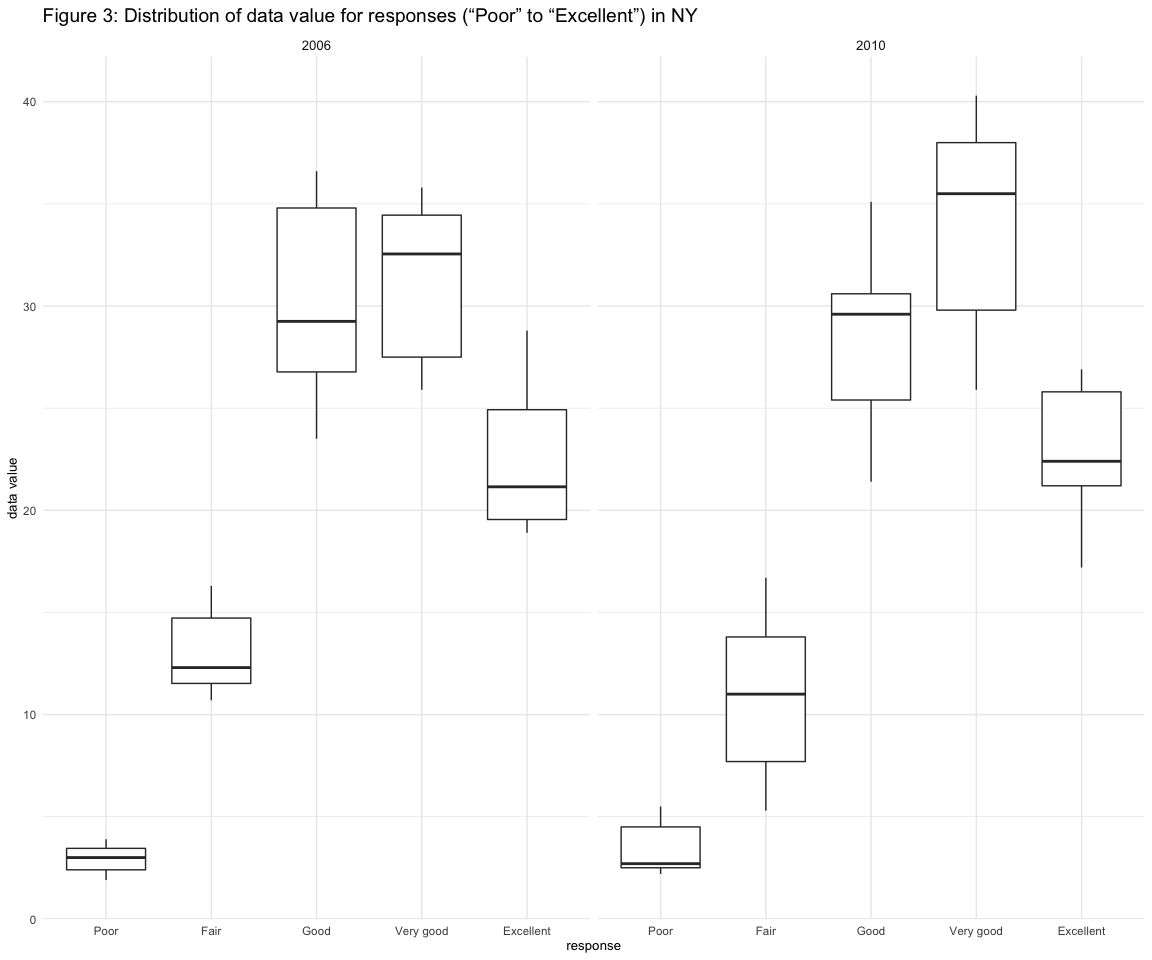 Figure 3: Distribution of data value for responses (“Poor” to “Excellent”) in NY
2006 2010
40
30
20
10
0
data value
Poor Fair Good Very good Excellent Poor Fair Good Very good Excellent
response